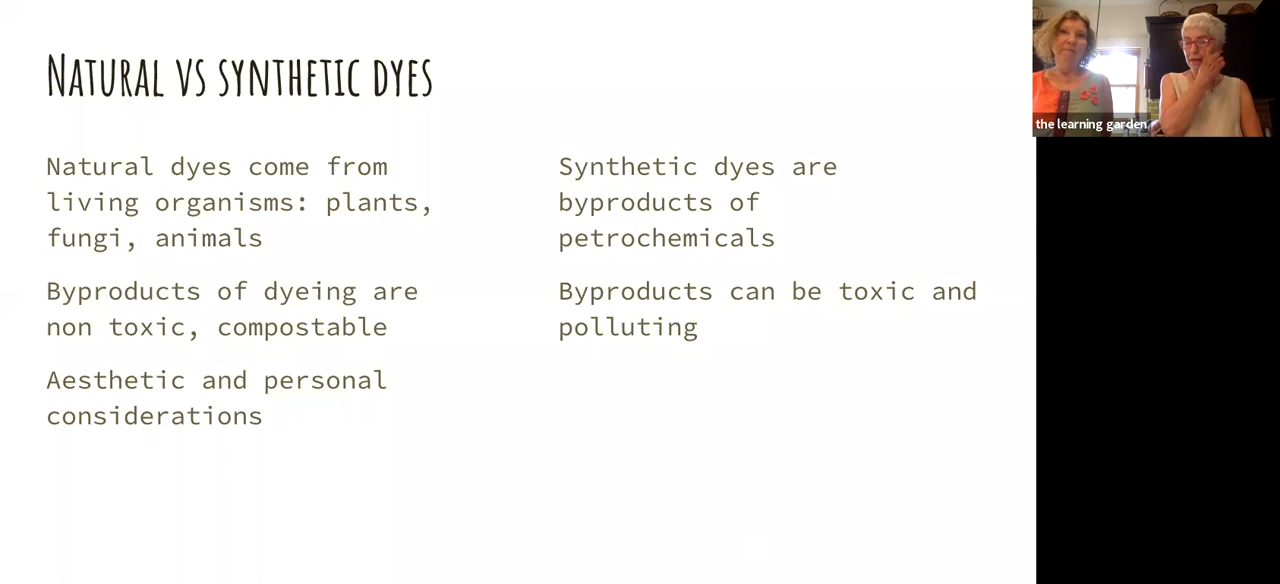 Natural vs synthetic dyes
Natural dyes come from
living organisms: plants,
fungi, animals
Byproducts of dyeing are
non toxic, compostable
Aesthetic and personal
considerations
Synthetic dyes are
byproducts of
petrochemicals
Byproducts can be toxic and
polluting
the learning garden